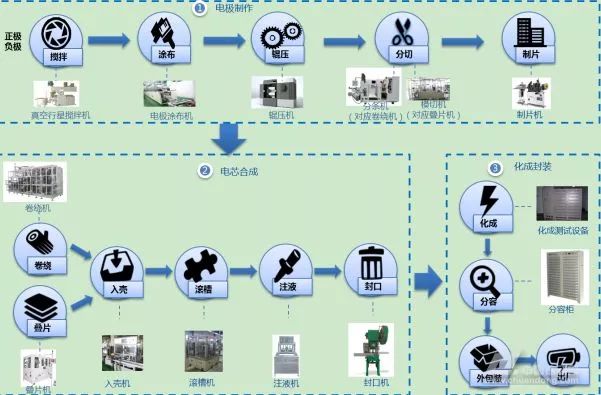 ① 电极制作
正极
负极
搅拌
涂布
辊压
分切
制片
真空行星搅拌机
电极涂布机
辊压机
分条机
(对应卷绕机)
模切机
(对应叠片机)
制片机
② 电芯合成
卷绕机
卷绕
叠片
叠片机
入壳
滚槽
注液
封口
入壳机
滚槽机
注液机
封口机
③ 化成封装
化成
化成测试设备
分容
分容柜
外包装
出厂